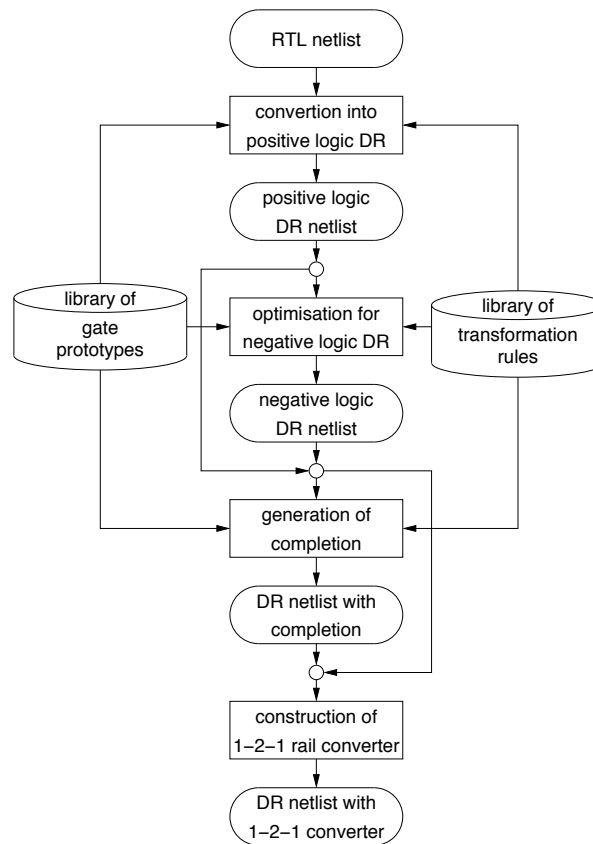 RTL netlist
convertion into
positive logic DR
positive logic
DR netlist
library of
gate
prototypes
optimisation for
negative logic DR
library of
transformation
rules
negative logic
DR netlist
generation of
completion
DR netlist with
completion
construction of
1−2−1 rail converter
DR netlist with
1−2−1 converter